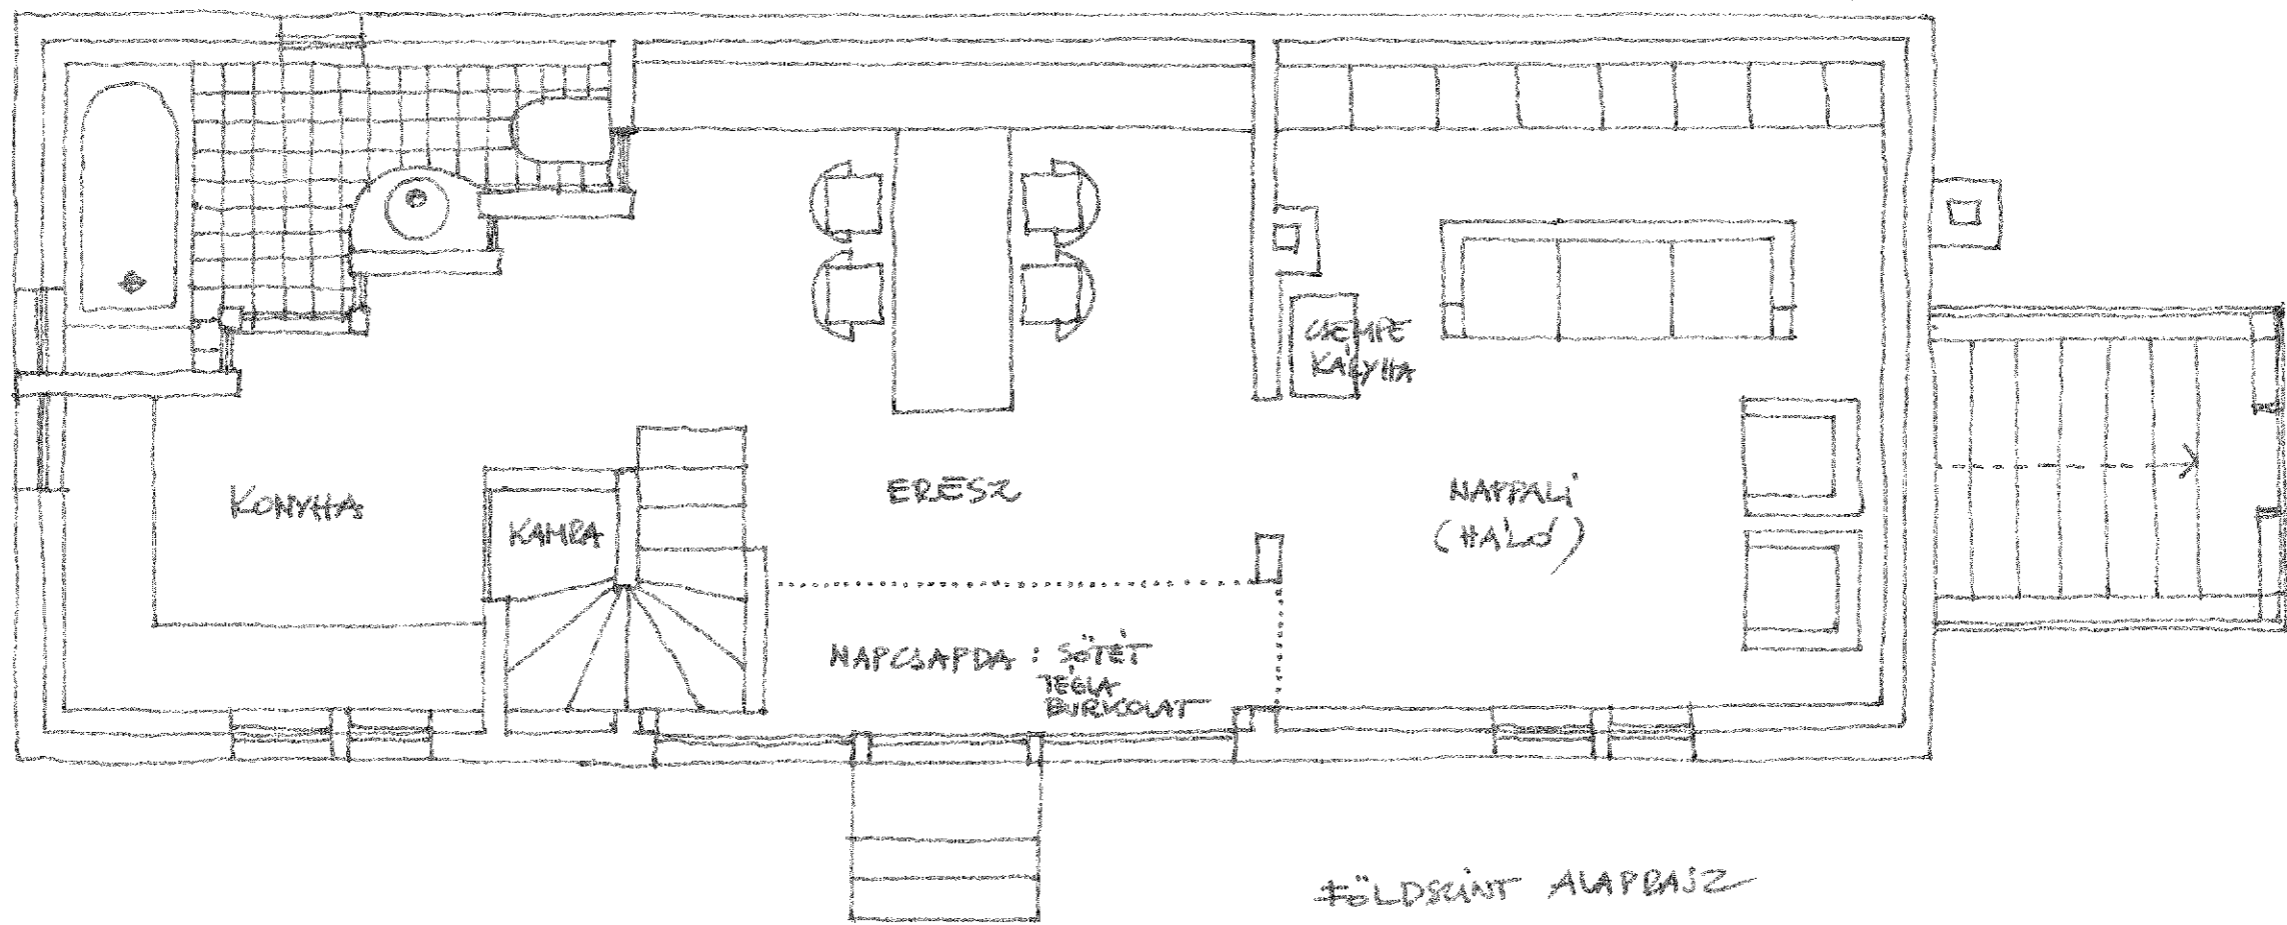 CSEMPE
KÁLYHA
KONYHA
KAMRA
ERESZ
NAPPALI
(HÁLÓ)
NAPCSAPDA : SÖTÉT
TÉGLA
BURKOLAT
FÖLDSZINT ALAPRAJZ